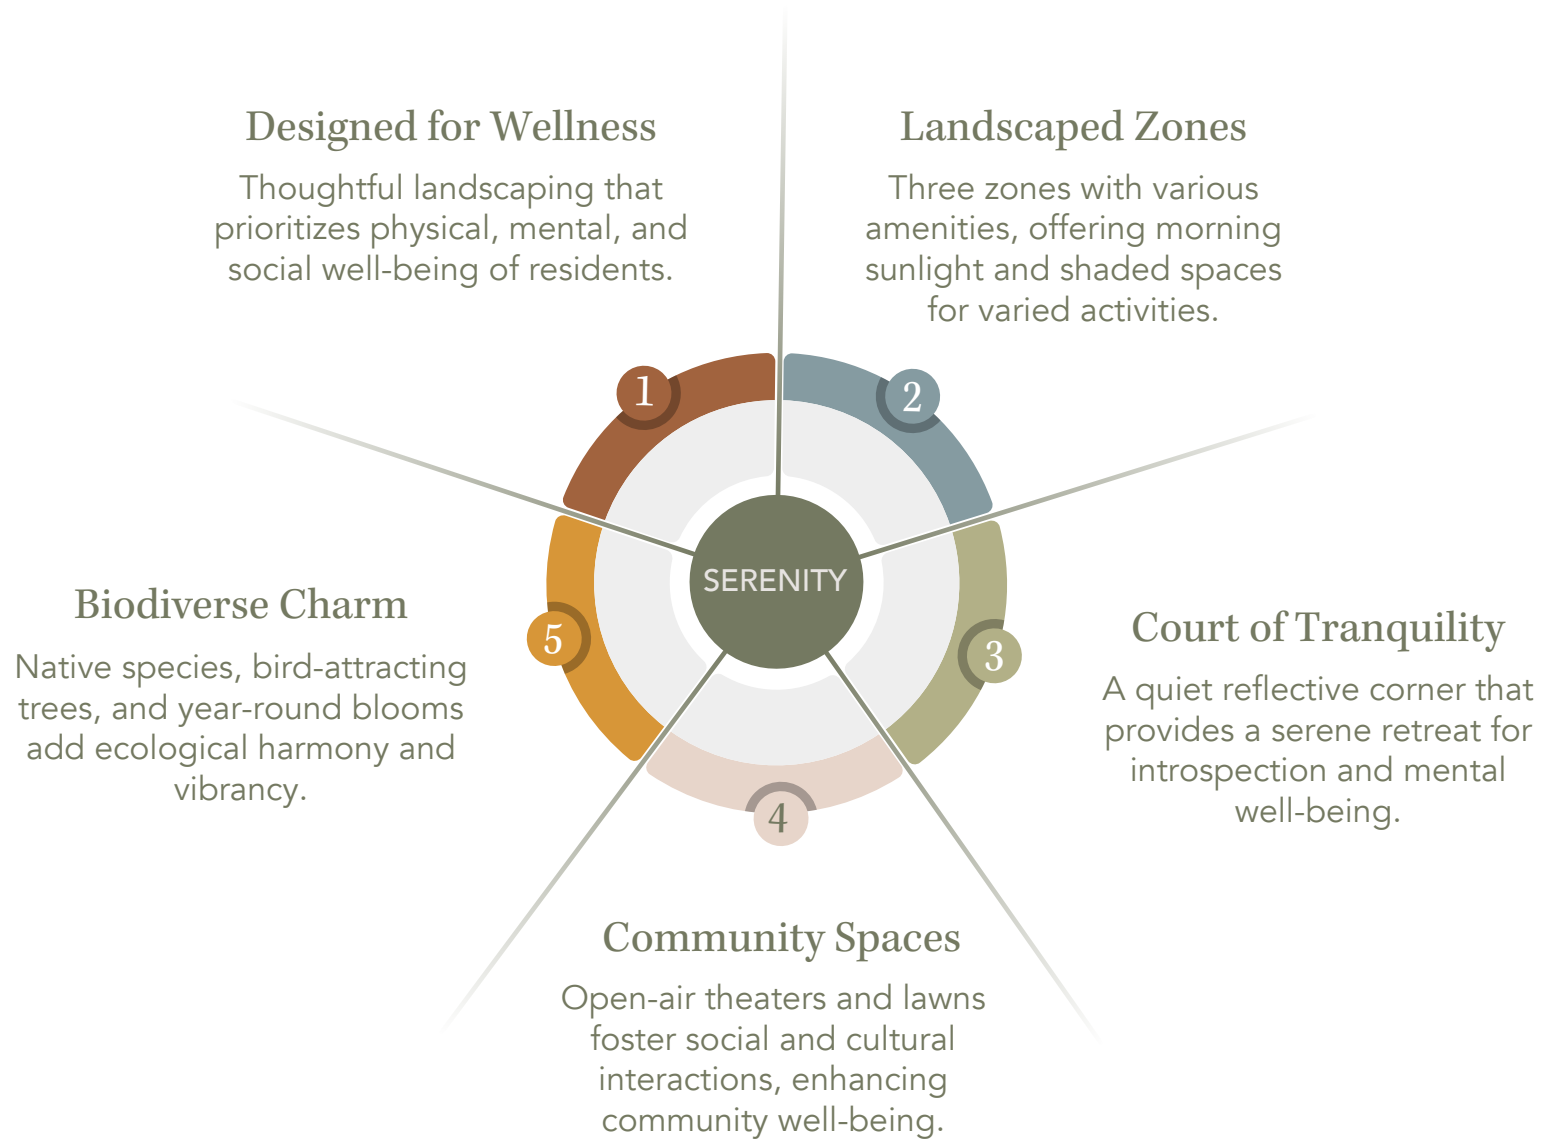 Designed for Wellness
Thoughtful landscaping that
prioritizes physical, mental, and
social well-being of residents.
1
Landscaped Zones
Three zones with various
amenities, offering morning
sunlight and shaded spaces
for varied activities.
2
SERENITY
Court of Tranquility
A quiet reflective corner that
provides a serene retreat for
introspection and mental
well-being.
3
4
Community Spaces
Open-air theaters and lawns
foster social and cultural
interactions, enhancing
community well-being.
Biodiverse Charm
Native species, bird-attracting
trees, and year-round blooms
add ecological harmony and
vibrancy.
5